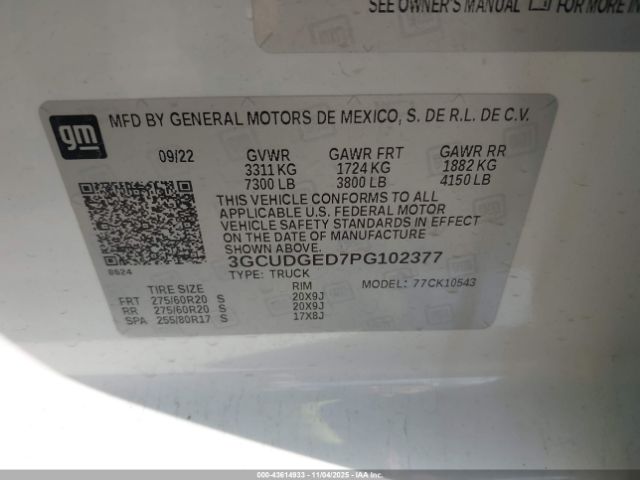 SEE OWNER'S MANUAL FOR MORE IN
gm
MFD BY GENERAL MOTORS DE MEXICO, S. DE R.L. DE C.V.
09/22 GVWR GAWR FRT GAWR RR
3311 KG 1724 KG 1882 KG
7300 LB 3800 LB 4150 LB
THIS VEHICLE CONFORMS TO ALL
APPLICABLE U.S. FEDERAL MOTOR
VEHICLE SAFETY STANDARDS IN EFFECT
ON THE DATE OF MANUFACTURE
SHOWN ABOVE.
3GCUDGED7PG102377
0624 TYPE: TRUCK MODEL: 77CK10543
TIRE SIZE RIM
FRT 275/60R20 S 20X9J
RR 275/60R20 S 20X9J
SPA 255/80R17 S 17X8J
000-43614933 - 11/04/2025 - IAAI.COM